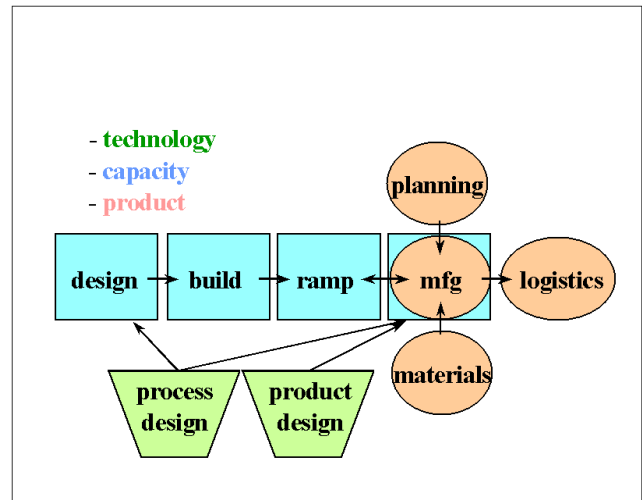 - technology
- capacity
- product
planning
design
build
ramp
mfg
logistics
process
design
product
design
materials